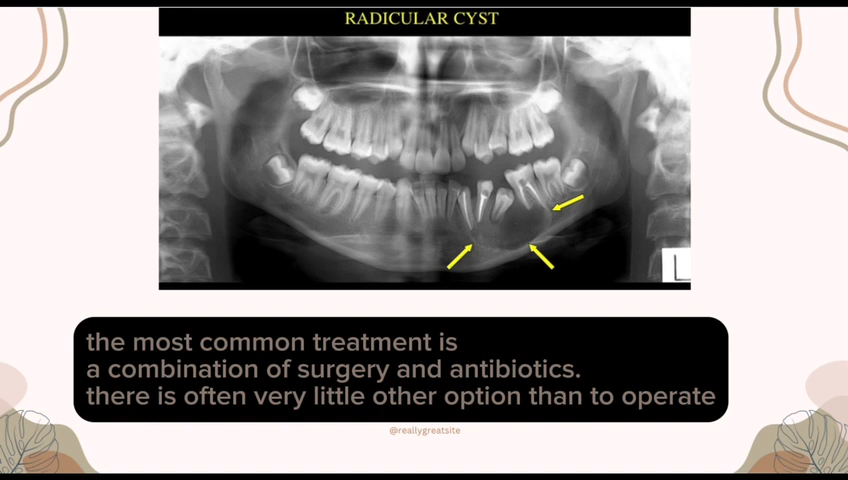 RADICULAR CYST
L
the most common treatment is
a combination of surgery and antibiotics.
there is often very little other option than to operate
@reallygreatsite